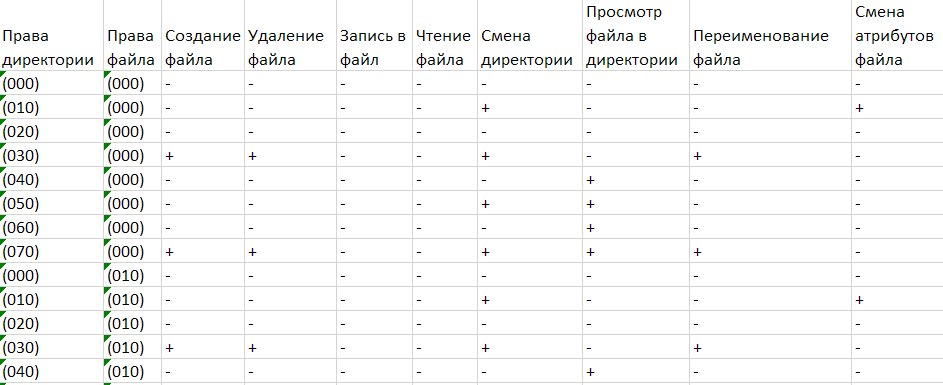 Права директории Права файла Создание файла Удаление файла Запись в файл Чтение файла Смена директории Просмотр файла в директории Переименование файла Смена атрибутов файла
(000) (000) - - - - - - - -
(010) (000) - - - - + - - +
(020) (000) - - - - - - - -
(030) (000) + + - - + - + -
(040) (000) - - - - - + - -
(050) (000) - - - - + + - -
(060) (000) - - - - - + - -
(070) (000) + + - - + + + -
(000) (010) - - - - - - - -
(010) (010) - - - - + - - +
(020) (010) - - - - - - - -
(030) (010) + + - - + - + -
(040) (010) - - - - - + - -